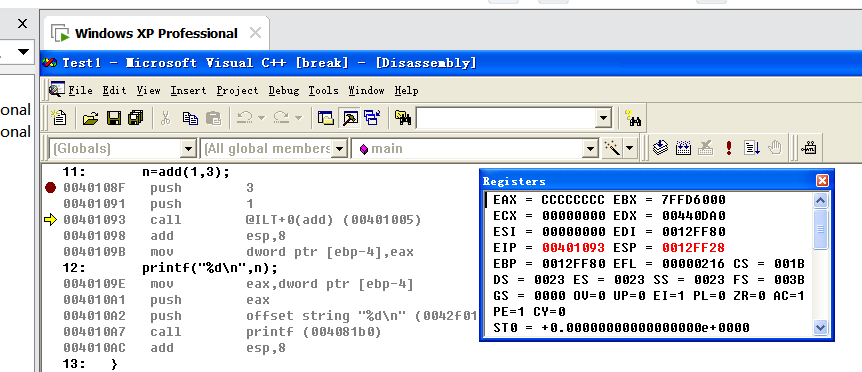 Windows XP Professional
Test1 - Microsoft Visual C++ [break] - [Disassembly]
File Edit View Insert Project Debug Tools Window Help
onal
onal
(Globals) (All global members main
11: n=add(1,3);
0040108F push 3
00401091 push 1
00401093 call @ILT+0(add) (00401005)
00401098 add esp,8
0040109B mov dword ptr [ebp-4],eax
12: printf("%d\n",n);
0040109E mov eax,dword ptr [ebp-4]
004010A1 push eax
004010A2 push offset string "%d\n" (0042f01
004010A7 call printf (004081b0)
004010AC add esp,8
13: }
Registers
EAX = CCCCCCCC EBX = 7FFD6000
ECX = 00000000 EDX = 00440DA0
ESI = 00000000 EDI = 0012FF80
EIP = 00401093 ESP = 0012FF28
EBP = 0012FF80 EFL = 00000216 CS = 001B
DS = 0023 ES = 0023 SS = 0023 FS = 003B
GS = 0000 OV=0 UP=0 EI=1 PL=0 ZR=0 AC=1
PE=1 CY=0
ST0 = +0.00000000000000000e+0000